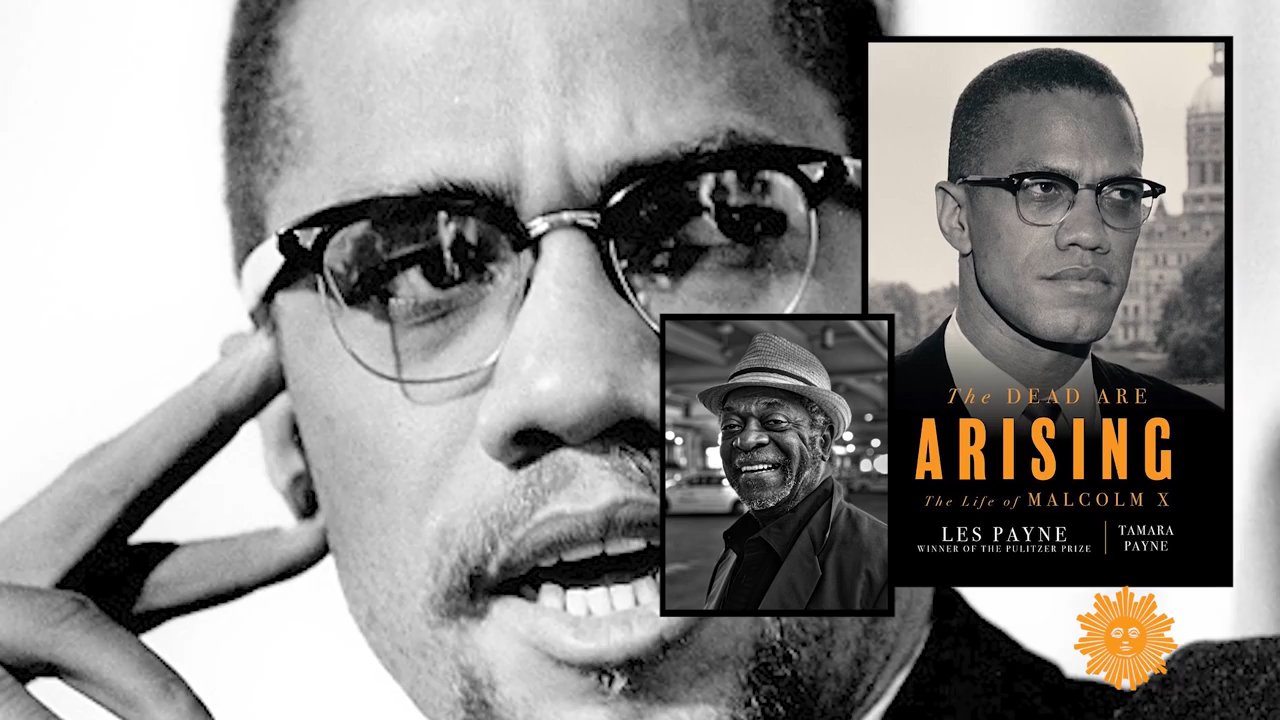 The DEAD ARE
ARISING
The Life of MALCOLM X
LES PAYNE
WINNER OF THE PULITZER PRIZE
TAMARA
PAYNE